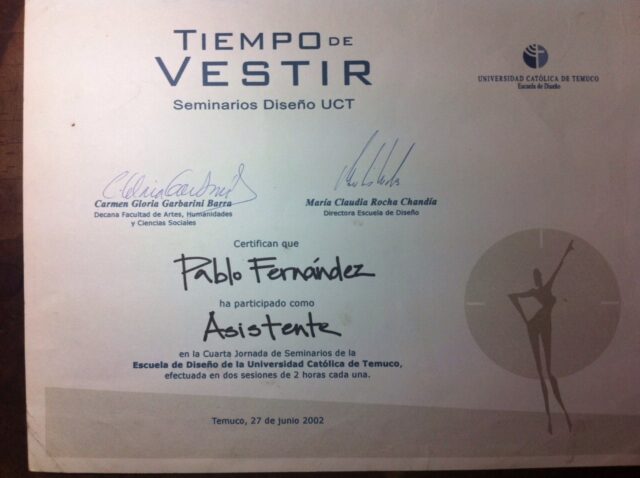 TIEMPO DE
VESTIR
Seminarios Diseño UCT
UNIVERSIDAD CATÓLICA DE TEMUCO
Escuela de Diseño
Carmen Gloria Garbarini Barra
Decana Facultad de Artes, Humanidades
y Ciencias Sociales
María Claudia Rocha Chandía
Directora Escuela de Diseño
Certifican que
Pablo Fernández
ha participado como
Asistente
en la Cuarta Jornada de Seminarios de la
Escuela de Diseño de la Universidad Católica de Temuco,
efectuada en dos sesiones de 2 horas cada una.
Temuco, 27 de junio 2002